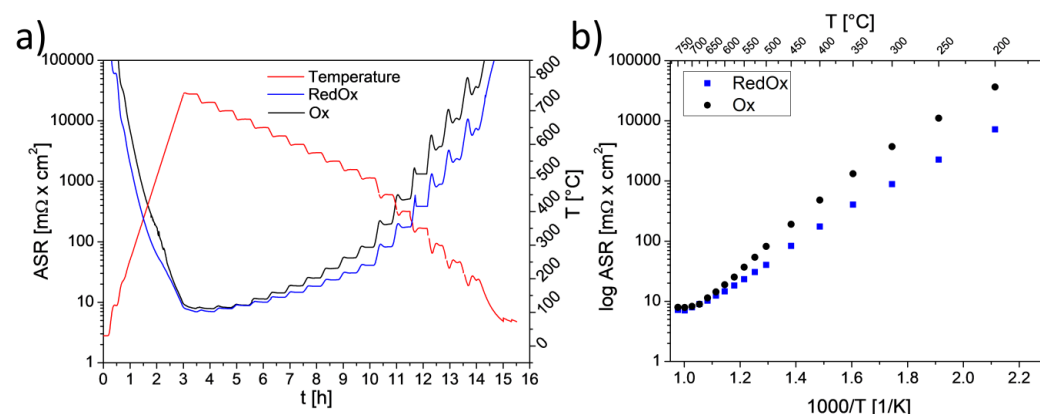 a)
100000
10000
1000
100
10
1
ASR [mΩ x cm²]
Temperature
RedOx
Ox
800
700
600
500
400
300
200
100
0
T [°C]
0 1 2 3 4 5 6 7 8 9 10 11 12 13 14 15 16
t [h]
b)
T [°C]
750 700 650 600 550 500 450 400 350 300 250 200
100000
10000
1000
100
10
1
log ASR [mΩ x cm²]
RedOx
Ox
1.0 1.2 1.4 1.6 1.8 2.0 2.2
1000/T [1/K]